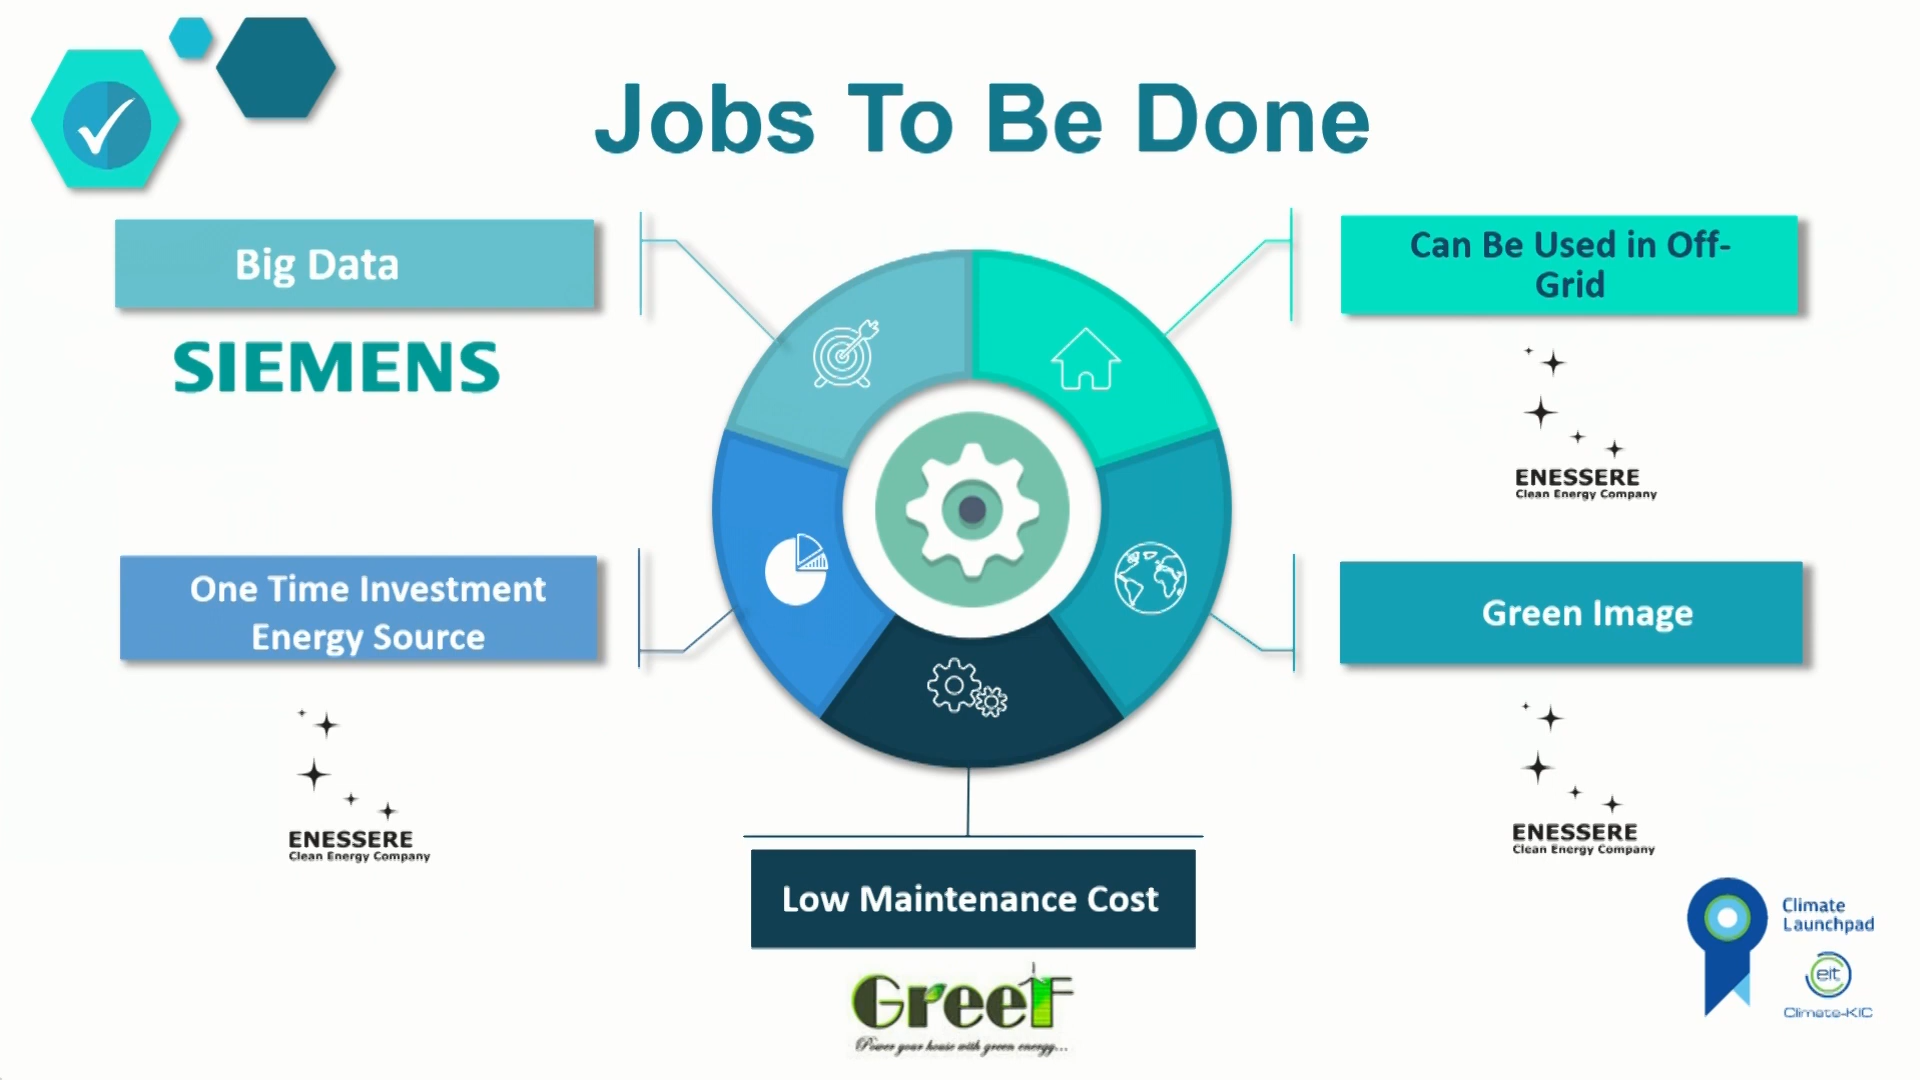 Jobs To Be Done
Big Data
SIEMENS
Can Be Used in Off-
Grid
ENESSERE
Clean Energy Company
One Time Investment
Energy Source
ENESSERE
Clean Energy Company
Green Image
ENESSERE
Clean Energy Company
Low Maintenance Cost
Greef
Power your house with green energy...
Climate
Launchpad
eit
Climate-KIC